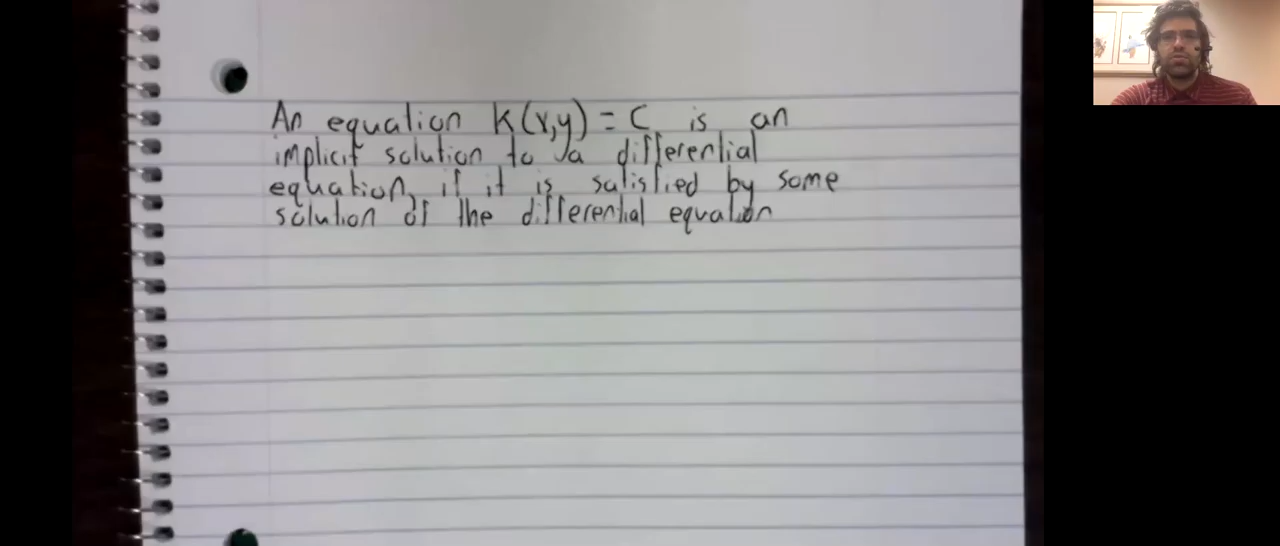 An equation K(x,y) = C is an
implicit solution to a differential
equation, if it is satisfied by some
solution of the differential equation